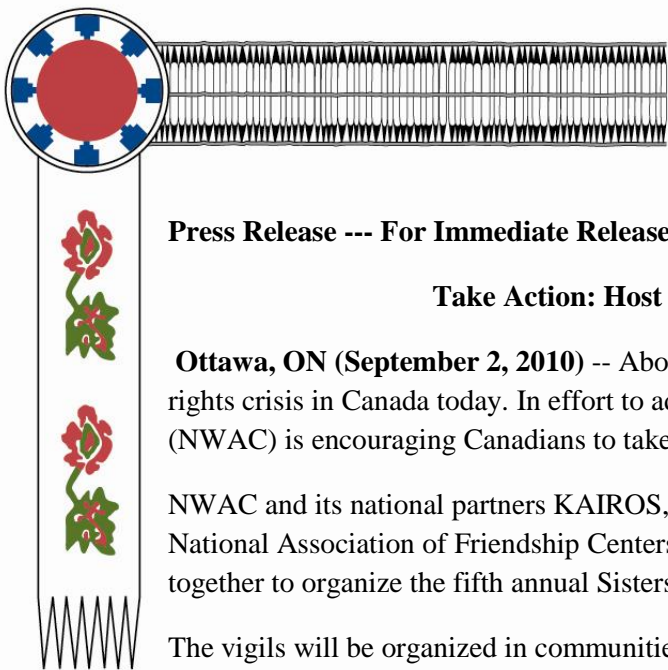 Press Release --- For Immediate Release
Take Action: Host
Ottawa, ON (September 2, 2010) -- Abo
rights crisis in Canada today. In effort to a
(NWAC) is encouraging Canadians to take
NWAC and its national partners KAIROS,
National Association of Friendship Centers
together to organize the fifth annual Sisters
The vigils will be organized in communitie